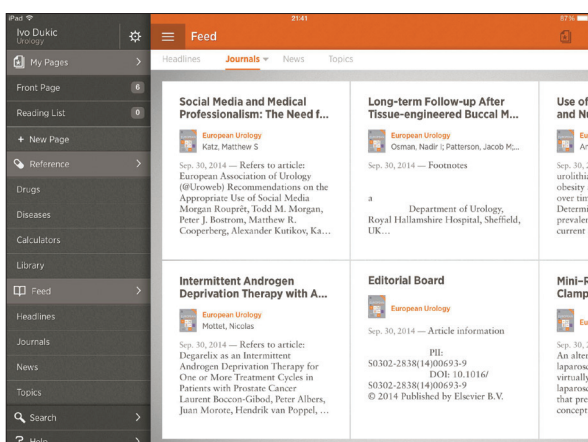 iPad
21:41
87%
Ivo Dukic
Urology
My Pages
Front Page
6
Reading List
0
+ New Page
Reference
Drugs
Diseases
Calculators
Library
Feed
Headlines
Journals
News
Topics
Search
? Help
Feed
Headlines
Journals
News
Topics
Social Media and Medical
Professionalism: The Need f...
European Urology
Katz, Matthew S
Sep. 30, 2014 — Refers to article:
European Association of Urology
(@Uroweb) Recommendations on the
Appropriate Use of Social Media
Morgan Rouprêt, Todd M. Morgan,
Peter J. Bostrom, Matthew R.
Cooperberg, Alexander Kutikov, Ka...
Long-term Follow-up After
Tissue-engineered Buccal M...
European Urology
Osman, Nadir I; Patterson, Jacob M;...
Sep. 30, 2014 — Footnotes
a
Department of Urology,
Royal Hallamshire Hospital, Sheffield,
UK...
Use of
and N
Eu
Sep. 30, 2
urolithia
obesity
over tim
Determi
prevalen
current
Intermittent Androgen
Deprivation Therapy with A...
European Urology
Mottet, Nicolas
Sep. 30, 2014 — Refers to article:
Degarelix as an Intermittent
Androgen Deprivation Therapy for
One or More Treatment Cycles in
Patients with Prostate Cancer
Laurent Boccon-Gibod, Peter Albers,
Juan Morote, Hendrik van Poppel, ...
Editorial Board
European Urology
Sep. 30, 2014 — Article information
PII:
S0302-2838(14)00693-9
DOI: 10.1016/
S0302-2838(14)00693-9
© 2014 Published by Elsevier B.V.
Mini-P
Clamp
Eu
Sep. 30, 2
An alter
laparosc
virtually
laparosc
that pre
concept